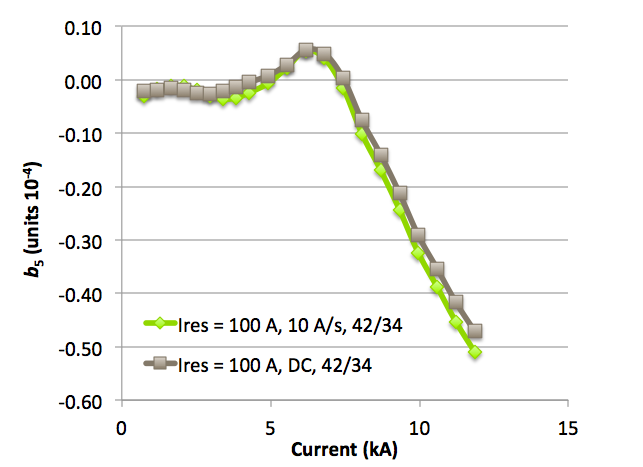 0.10
0.00
-0.10
-0.20
-0.30
-0.40
-0.50
-0.60
b5 (units 10-4)
Ires = 100 A, 10 A/s, 42/34
Ires = 100 A, DC, 42/34
0 5 10 15
Current (kA)